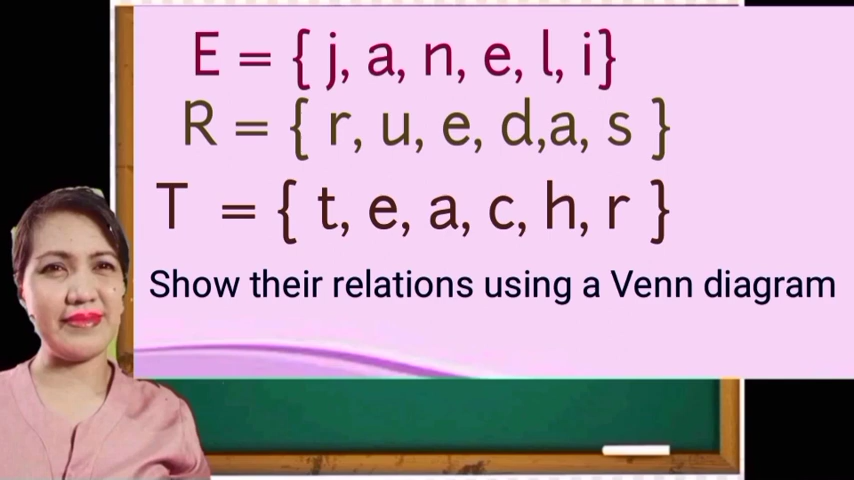 E = { j, a, n, e, l, i}
R = { r, u, e, d,a, s }
T = { t, e, a, c, h, r }
Show their relations using a Venn diagram